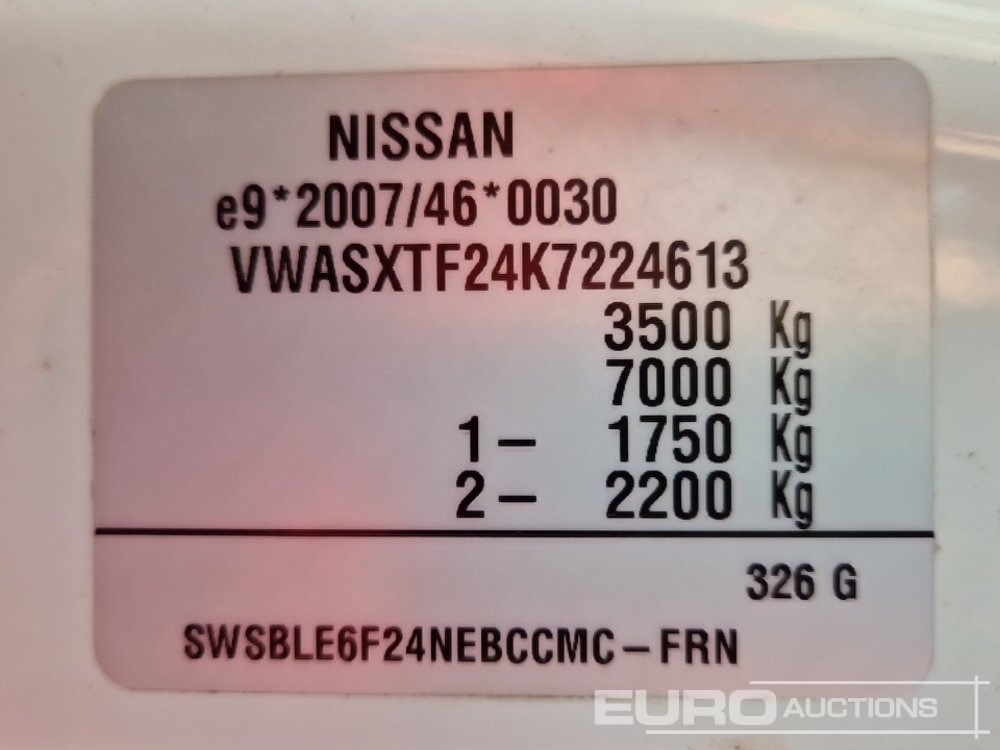 NISSAN
e9*2007/46*0030
VWASXTF24K7224613
3500 Kg
7000 Kg
1- 1750 Kg
2- 2200 Kg
326 G
SWSBLE6F24NEBCCMC-FRN
EURO AUCTIONS